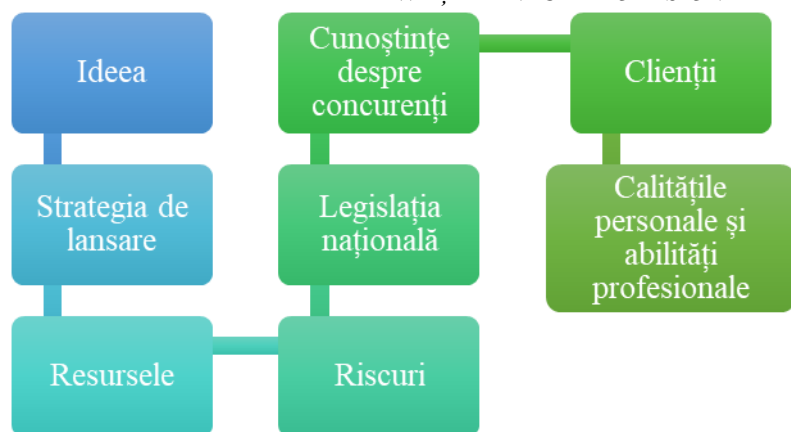 Ideea
Strategia de
lansare
Resursele
Riscuri
Legislația
națională
Cunoștințe
despre
concurenți
Clienții
Calitățile
personale și
abilități
profesionale